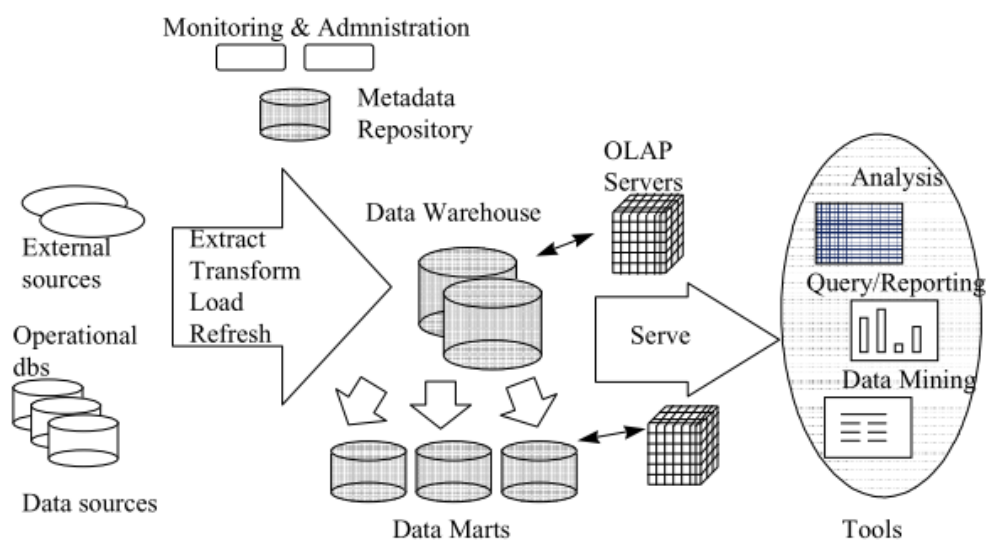 Monitoring & Admnistration
Metadata
Repository
OLAP
Servers
Analysis
Data Warehouse
External
sources
Extract
Transform
Load
Refresh
Query/Reporting
Operational
dbs
Serve
Data Mining
Data sources
Data Marts
Tools